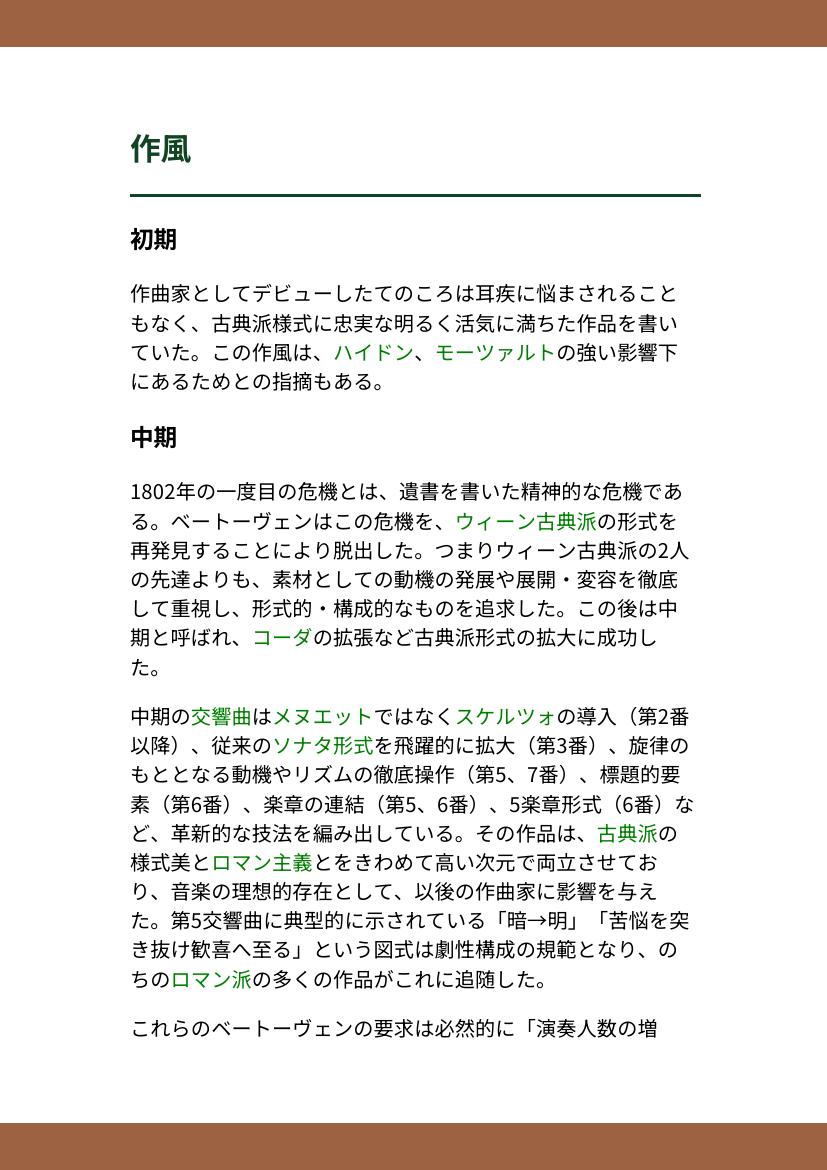 作風
初期
作曲家としてデビューしたてのころは耳疾に悩まされること
もなく、古典派様式に忠実な明るく活気に満ちた作品を書い
ていた。この作風は、ハイドン、モーツァルトの強い影響下
にあるためとの指摘もある。
中期
1802年の一度目の危機とは、遺書を書いた精神的な危機であ
る。ベートーヴェンはこの危機を、ウィーン古典派の形式を
再発見することにより脱出した。つまりウィーン古典派の2人
の先達よりも、素材としての動機の発展や展開・変容を徹底
して重視し、形式的・構成的なものを追求した。この後は中
期と呼ばれ、コーダの拡張など古典派形式の拡大に成功し
た。
中期の交響曲はメヌエットではなくスケルツォの導入（第2番
以降）、従来のソナタ形式を飛躍的に拡大（第3番）、旋律の
もととなる動機やリズムの徹底操作（第5、7番）、標題的要
素（第6番）、楽章の連結（第5、6番）、5楽章形式（6番）な
ど、革新的な技法を編み出している。その作品は、古典派の
様式美とロマン主義とをきわめて高い次元で両立させてお
り、音楽の理想的存在として、以後の作曲家に影響を与え
た。第5交響曲に典型的に示されている「暗→明」「苦悩を突
き抜け歓喜へ至る」という図式は劇性構成の規範となり、の
ちのロマン派の多くの作品がこれに追随した。
これらのベートーヴェンの要求は必然的に「演奏人数の増